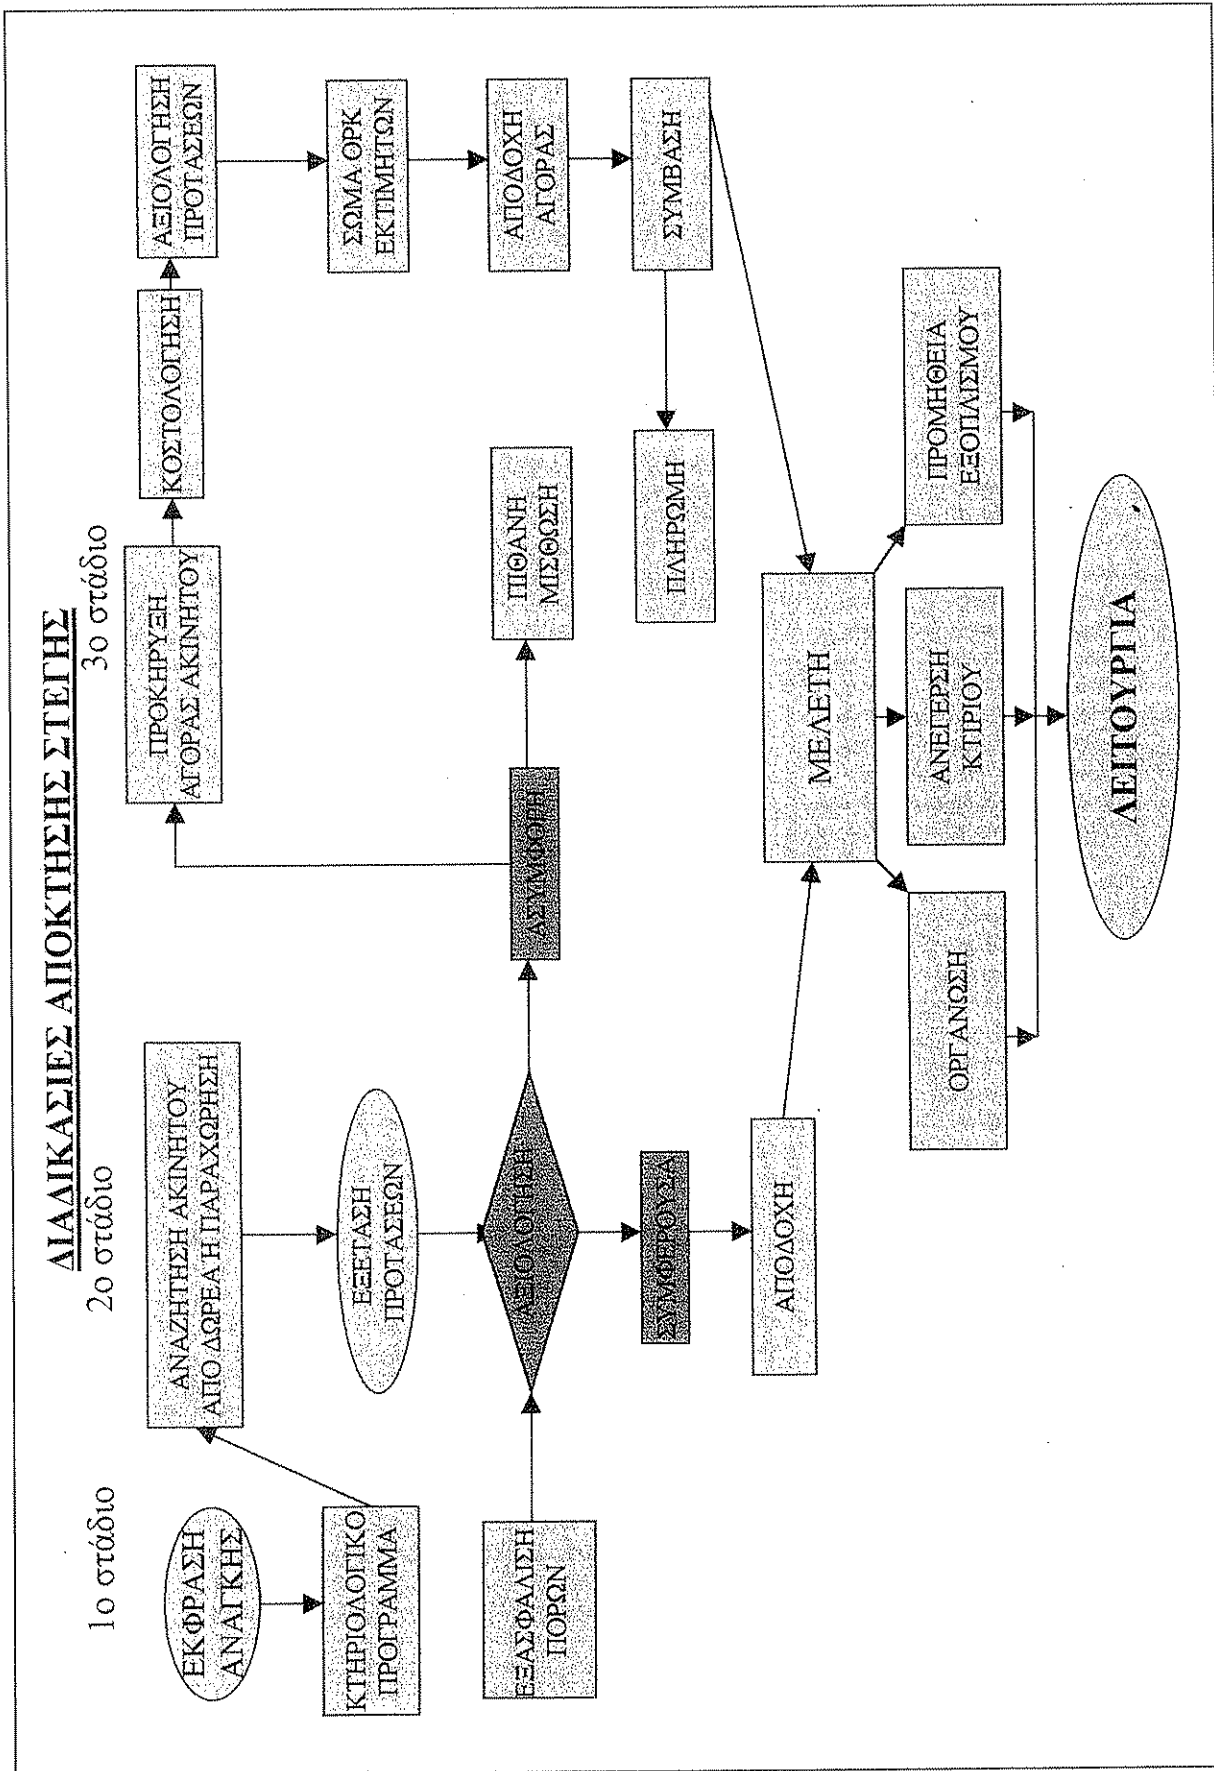 ΔΙΑΔΙΚΑΣΙΕΣ ΑΠΟΚΤΗΣΗΣ ΣΤΕΓΗΣ
1ο στάδιο
2ο στάδιο
3ο στάδιο
ΕΚΦΡΑΣΗ
ΑΝΑΓΚΗΣ
ΚΤΗΡΙΟΛΟΓΙΚΟ
ΠΡΟΓΡΑΜΜΑ
ΕΞΑΣΦΑΛΙΣΗ
ΠΟΡΩΝ
ΑΝΑΖΗΤΗΣΗ ΑΚΙΝΗΤΟΥ
ΑΠΟ ΔΩΡΕΑ Η ΠΑΡΑΧΩΡΗΣΗ
ΕΞΕΤΑΣΗ
ΠΡΟΤΑΣΕΩΝ
ΑΞΙΟΛΟΓΗΣΗ
ΣΥΜΦΕΡΟΥΣΑ
ΑΠΟΔΟΧΗ
ΑΣΥΜΦΟΡΗ
ΠΙΘΑΝΗ
ΜΙΣΘΩΣΗ
ΠΡΟΚΗΡΥΞΗ
ΑΓΟΡΑΣ ΑΚΙΝΗΤΟΥ
ΚΟΣΤΟΛΟΓΗΣΗ
ΑΞΙΟΛΟΓΗΣΗ
ΠΡΟΤΑΣΕΩΝ
ΣΩΜΑ ΟΡΚ
ΕΚΤΙΜΗΤΩΝ
ΑΠΟΔΟΧΗ
ΑΓΟΡΑΣ
ΣΥΜΒΑΣΗ
ΠΛΗΡΩΜΗ
ΜΕΛΕΤΗ
ΟΡΓΑΝΩΣΗ
ΑΝΕΓΕΡΣΗ
ΚΤΙΡΙΟΥ
ΠΡΟΜΗΘΕΙΑ
ΕΞΟΠΛΙΣΜΟΥ
ΛΕΙΤΟΥΡΓΙΑ